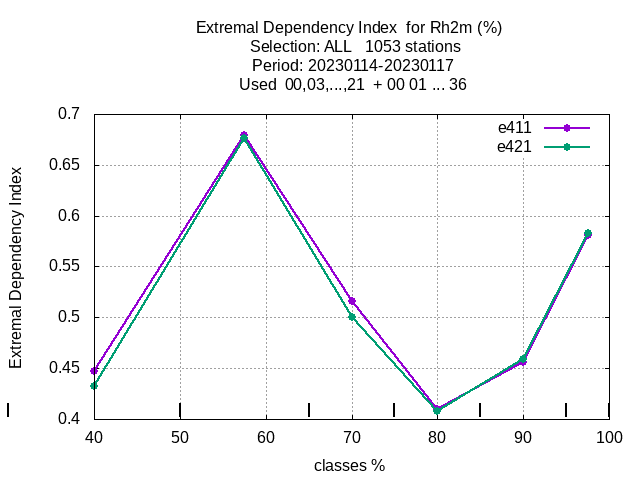 Extremal Dependency Index  for Rh2m (%)
Selection: ALL   1053 stations
Period: 20230114-20230117
Used  00,03,...,21  + 00 01 ... 36
e411
e421
Extremal Dependency Index
0.7
0.65
0.6
0.55
0.5
0.45
0.4
40 50 60 70 80 90 100
classes %